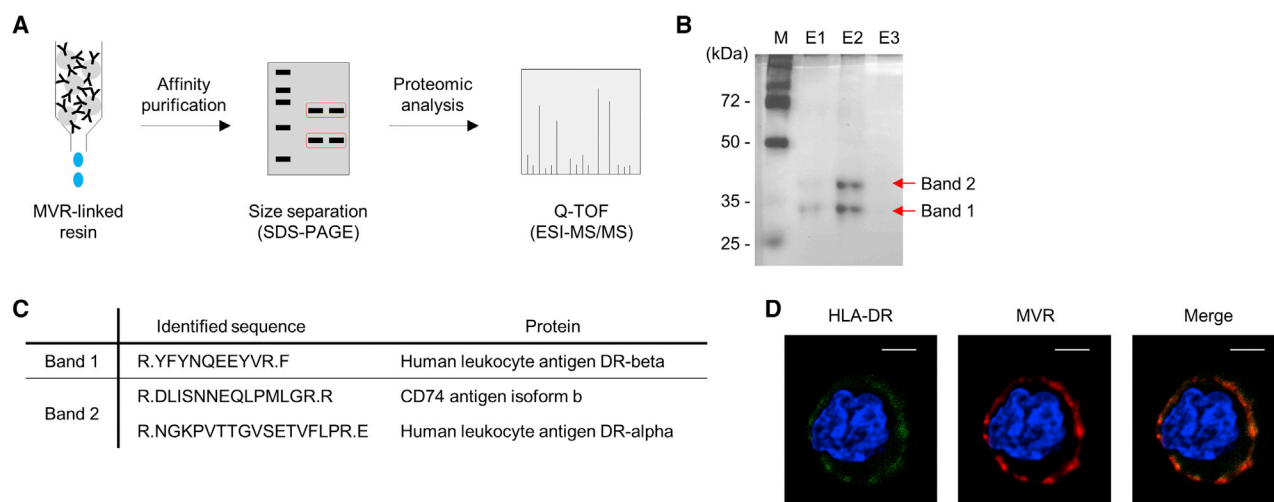 A
Affinity
purification
Proteomic
analysis
MVR-linked
resin
Size separation
(SDS-PAGE)
Q-TOF
(ESI-MS/MS)
B
(kDa) M E1 E2 E3
72 -
50 -
35 -
25 -
Band 2
Band 1
C
Identified sequence Protein
Band 1 R.YFYNQEEYVR.F Human leukocyte antigen DR-beta
Band 2 R.DLISNNEQLPMLGR.R CD74 antigen isoform b
R.NGKPVTTGVSETVFLPR.E Human leukocyte antigen DR-alpha
D
HLA-DR MVR Merge